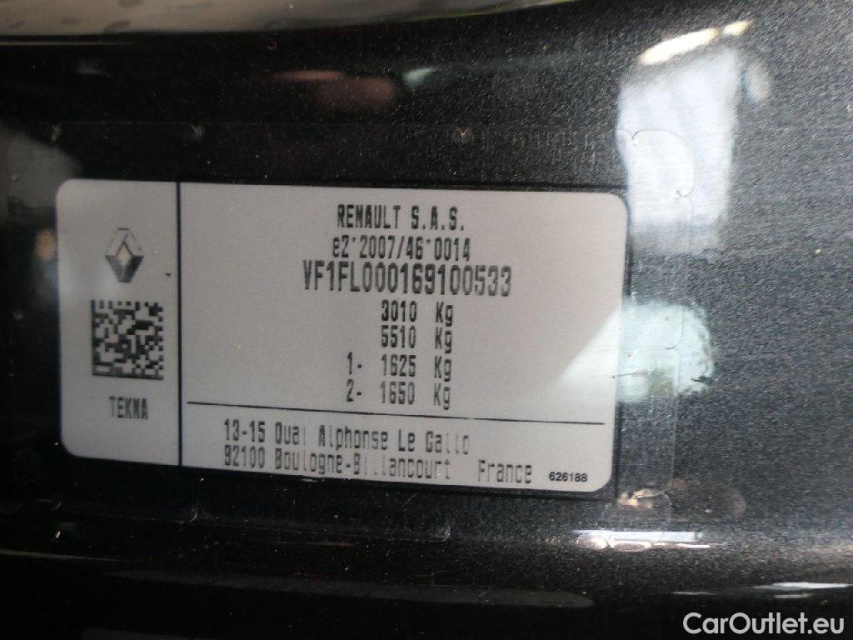 RENAULT S.A.S.
e2*2007/46*0014
VF1FL000169100533
3010 Kg
5510 Kg
1- 1625 Kg
2- 1650 Kg
TEKNA
13-15 Quai Alphonse Le Gallo
92100 Boulogne-Billancourt France
626188
CarOutlet.eu